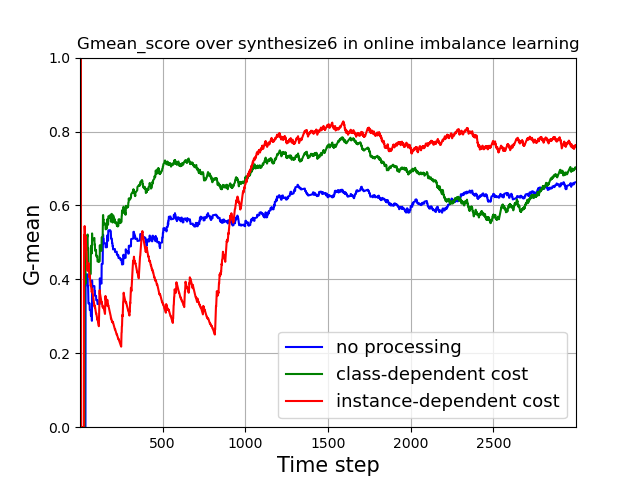 Gmean_score over synthesize6 in online imbalance learning
1.0
0.8
0.6
0.4
0.2
0.0
G-mean
no processing
class-dependent cost
instance-dependent cost
500 1000 1500 2000 2500
Time step